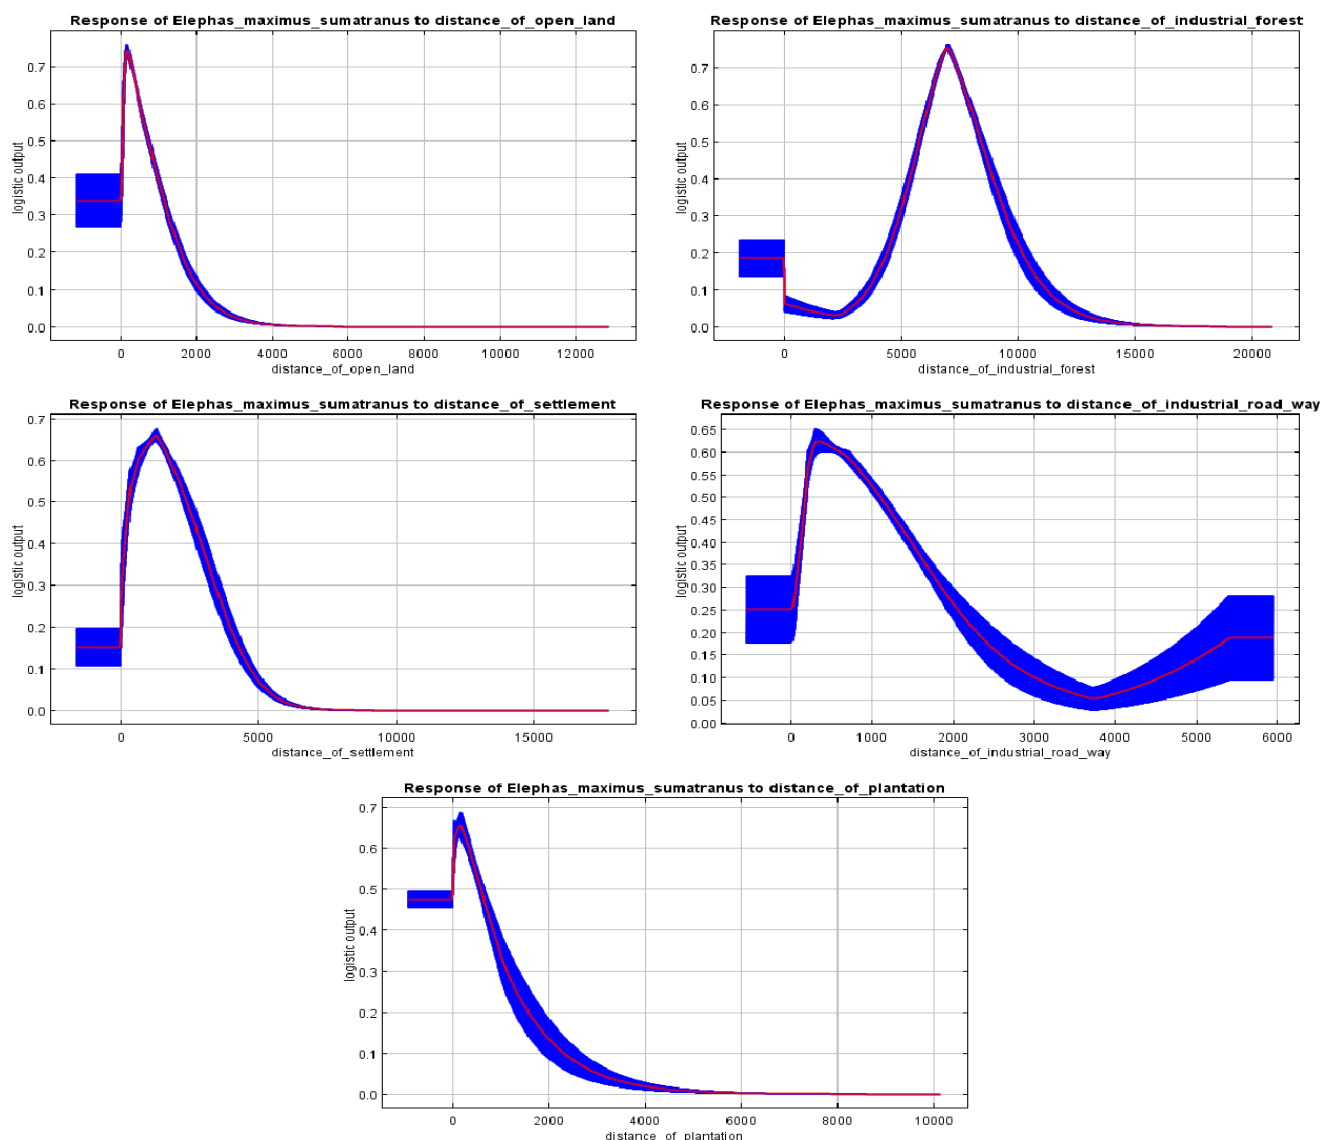 Response of Elephas_maximus_sumatranus to distance_of_open_land
logistic output
0.7
0.6
0.5
0.4
0.3
0.2
0.1
0.0
0 2000 4000 6000 8000 10000 12000
distance_of_open_land
Response of Elephas_maximus_sumatranus to distance_of_industrial_forest
logistic output
0.7
0.6
0.5
0.4
0.3
0.2
0.1
0.0
0 5000 10000 15000 20000
distance_of_industrial_forest
Response of Elephas_maximus_sumatranus to distance_of_settlement
logistic output
0.7
0.6
0.5
0.4
0.3
0.2
0.1
0.0
0 5000 10000 15000
distance_of_settlement
Response of Elephas_maximus_sumatranus to distance_of_industrial_road_way
logistic output
0.65
0.60
0.55
0.50
0.45
0.40
0.35
0.30
0.25
0.20
0.15
0.10
0.05
0.00
0 1000 2000 3000 4000 5000 6000
distance_of_industrial_road_way
Response of Elephas_maximus_sumatranus to distance_of_plantation
logistic output
0.7
0.6
0.5
0.4
0.3
0.2
0.1
0.0
0 2000 4000 6000 8000 10000
distance_of_plantation